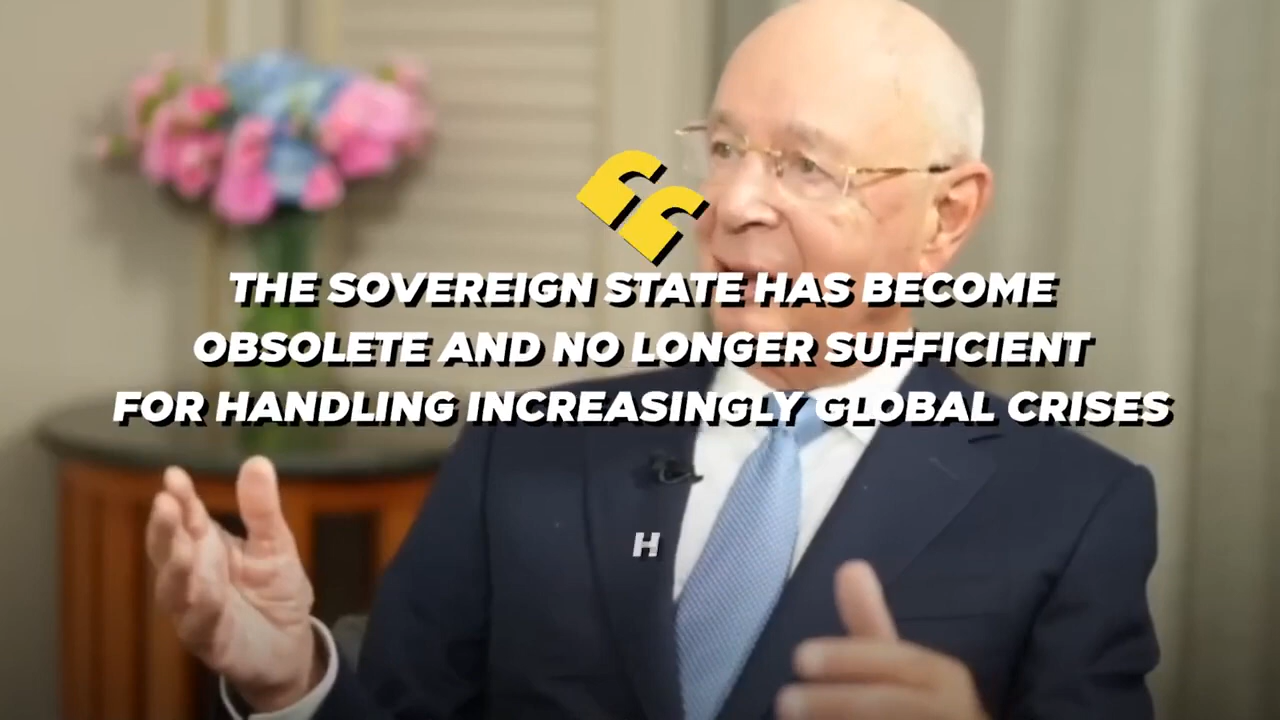 THE SOVEREIGN STATE HAS BECOME
OBSOLETE AND NO LONGER SUFFICIENT
FOR HANDLING INCREASINGLY GLOBAL CRISES
H